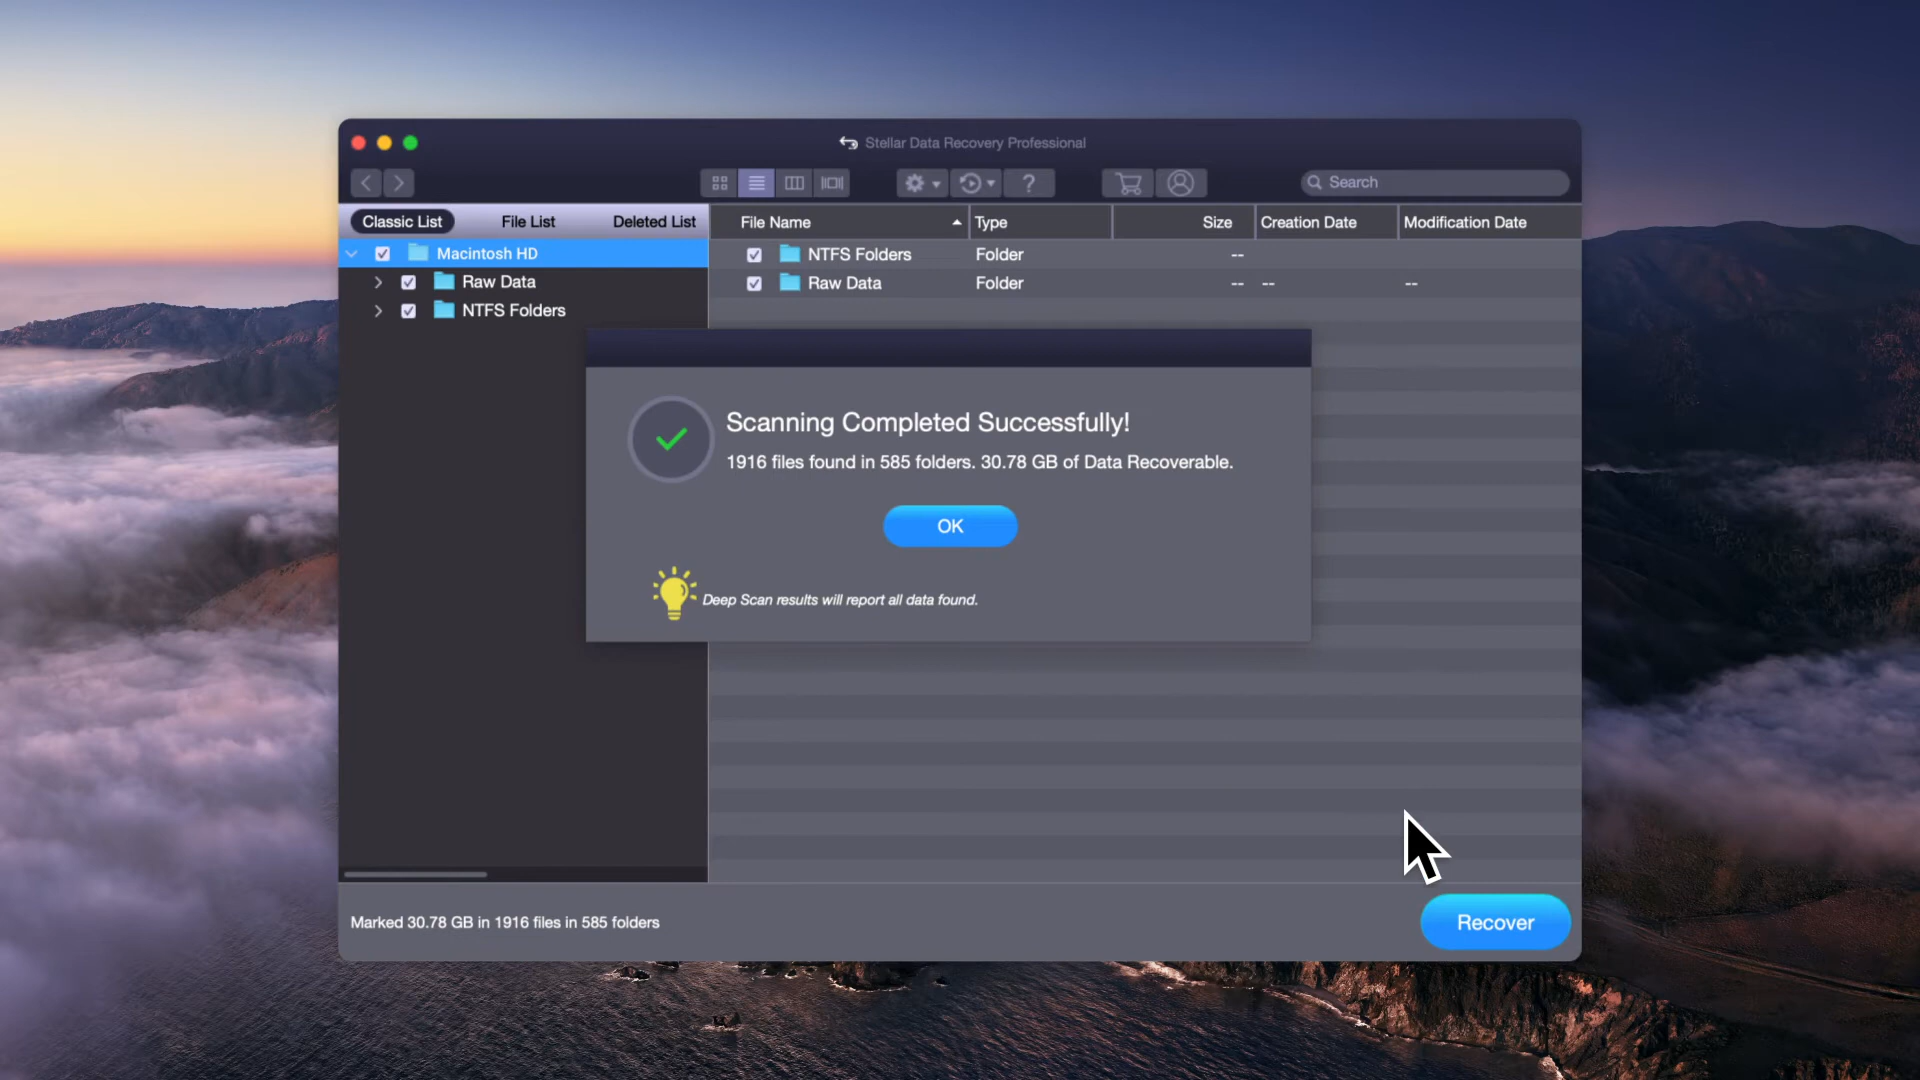 Stellar Data Recovery Professional
Search
Classic List File List Deleted List
File Name Type Size Creation Date Modification Date
Macintosh HD
Raw Data
NTFS Folders
NTFS Folders Folder --
Raw Data Folder -- -- --
Scanning Completed Successfully!
1916 files found in 585 folders. 30.78 GB of Data Recoverable.
OK
Deep Scan results will report all data found.
Marked 30.78 GB in 1916 files in 585 folders
Recover